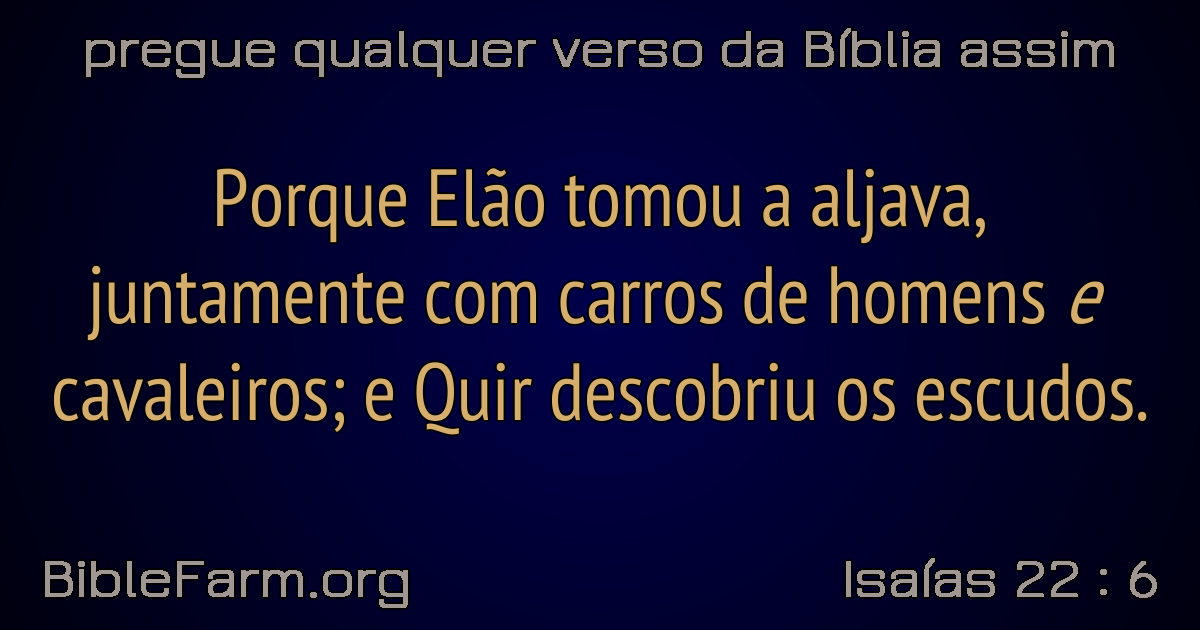 pregue qualquer verso da Bíblia assim
Porque Elão tomou a aljava,
juntamente com carros de homens e
cavaleiros; e Quir descobriu os escudos.
BibleFarm.org
Isaías 22 : 6